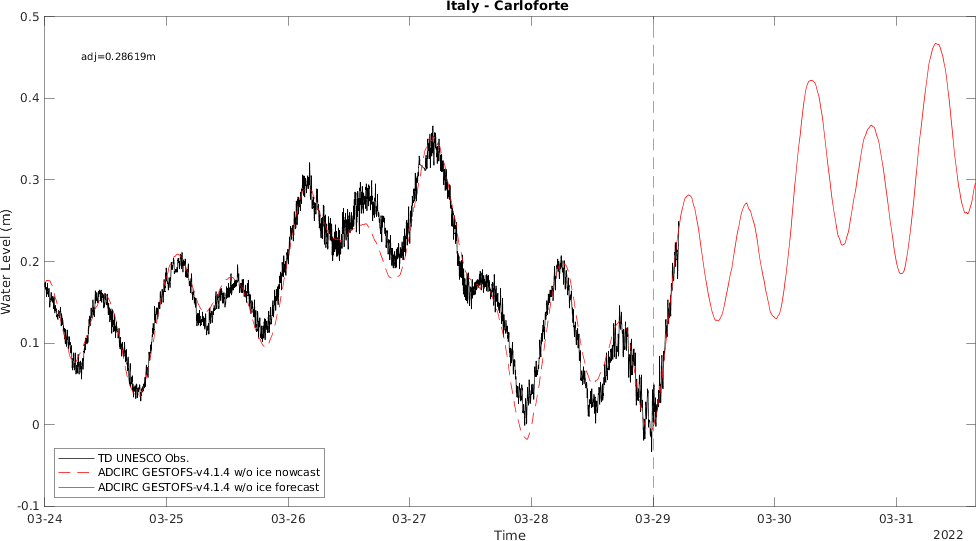 Italy - Carloforte
adj=0.28619m
Water Level (m)
0.5
0.4
0.3
0.2
0.1
0
-0.1
TD UNESCO Obs.
ADCIRC GESTOFS-v4.1.4 w/o ice nowcast
ADCIRC GESTOFS-v4.1.4 w/o ice forecast
03-24 03-25 03-26 03-27 03-28 03-29 03-30 03-31
Time
2022